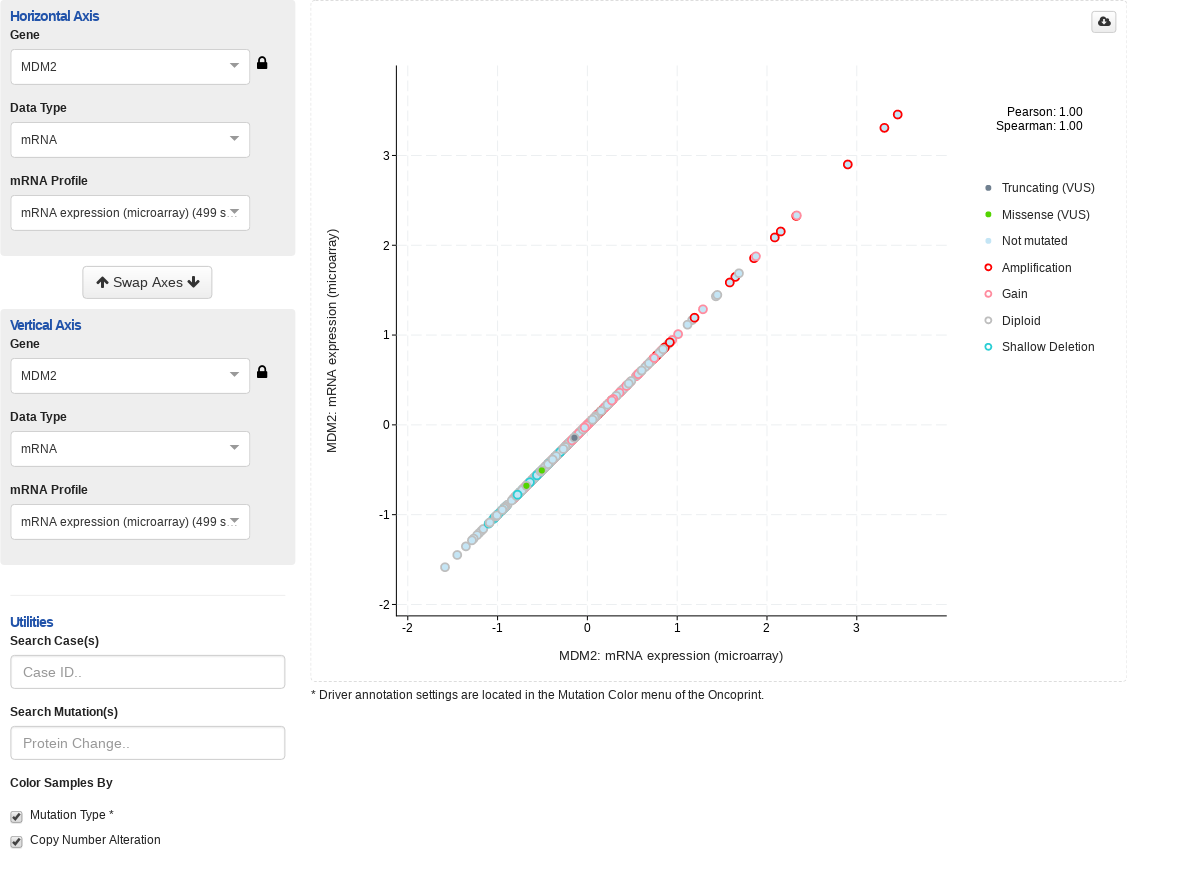 Horizontal Axis
Gene
MDM2
Data Type
mRNA
mRNA Profile
mRNA expression (microarray) (499 s...
Swap Axes
Vertical Axis
Gene
MDM2
Data Type
mRNA
mRNA Profile
mRNA expression (microarray) (499 s...
Utilities
Search Case(s)
Case ID..
Search Mutation(s)
Protein Change..
Color Samples By
Mutation Type *
Copy Number Alteration
MDM2: mRNA expression (microarray)
3
2
1
0
-1
-2
-2 -1 0 1 2 3
MDM2: mRNA expression (microarray)
Pearson: 1.00
Spearman: 1.00
Truncating (VUS)
Missense (VUS)
Not mutated
Amplification
Gain
Diploid
Shallow Deletion
* Driver annotation settings are located in the Mutation Color menu of the Oncoprint.